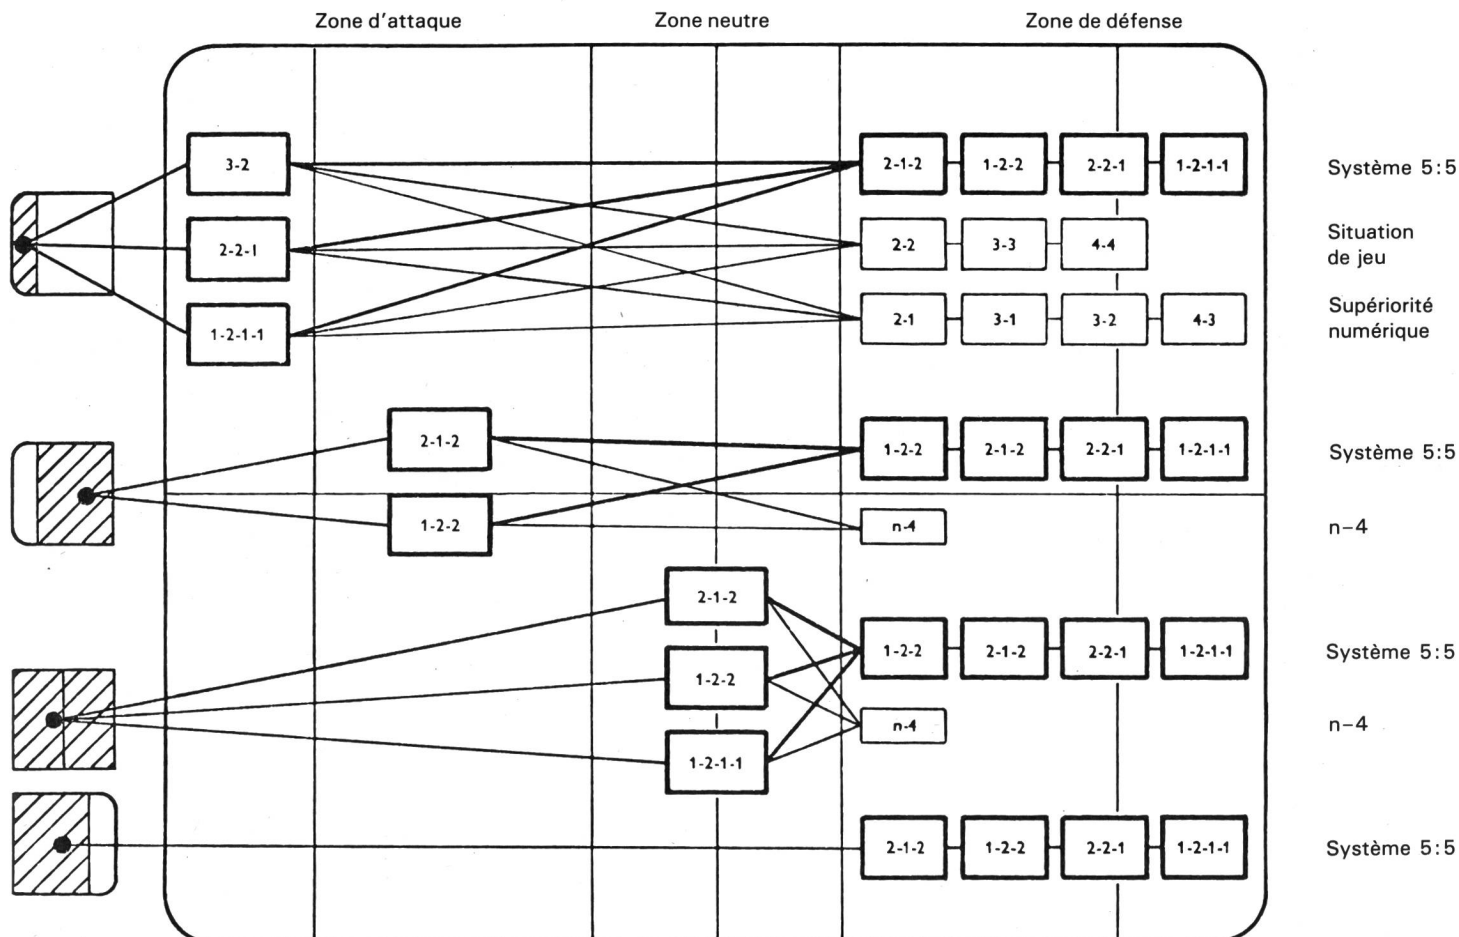 Zone d'attaque Zone neutre Zone de défense
3-2 2-1-2 1-2-2 2-2-1 1-2-1-1 Système 5:5
2-2-1 2-2 3-3 4-4 Situation
de jeu
1-2-1-1 2-1 3-1 3-2 4-3 Supériorité
numérique
2-1-2 1-2-2 2-1-2 2-2-1 1-2-1-1 Système 5:5
1-2-2 n-4 n-4
2-1-2
1-2-2 1-2-2 2-1-2 2-2-1 1-2-1-1 Système 5:5
1-2-1-1 n-4 n-4
2-1-2 1-2-2 2-2-1 1-2-1-1 Système 5:5